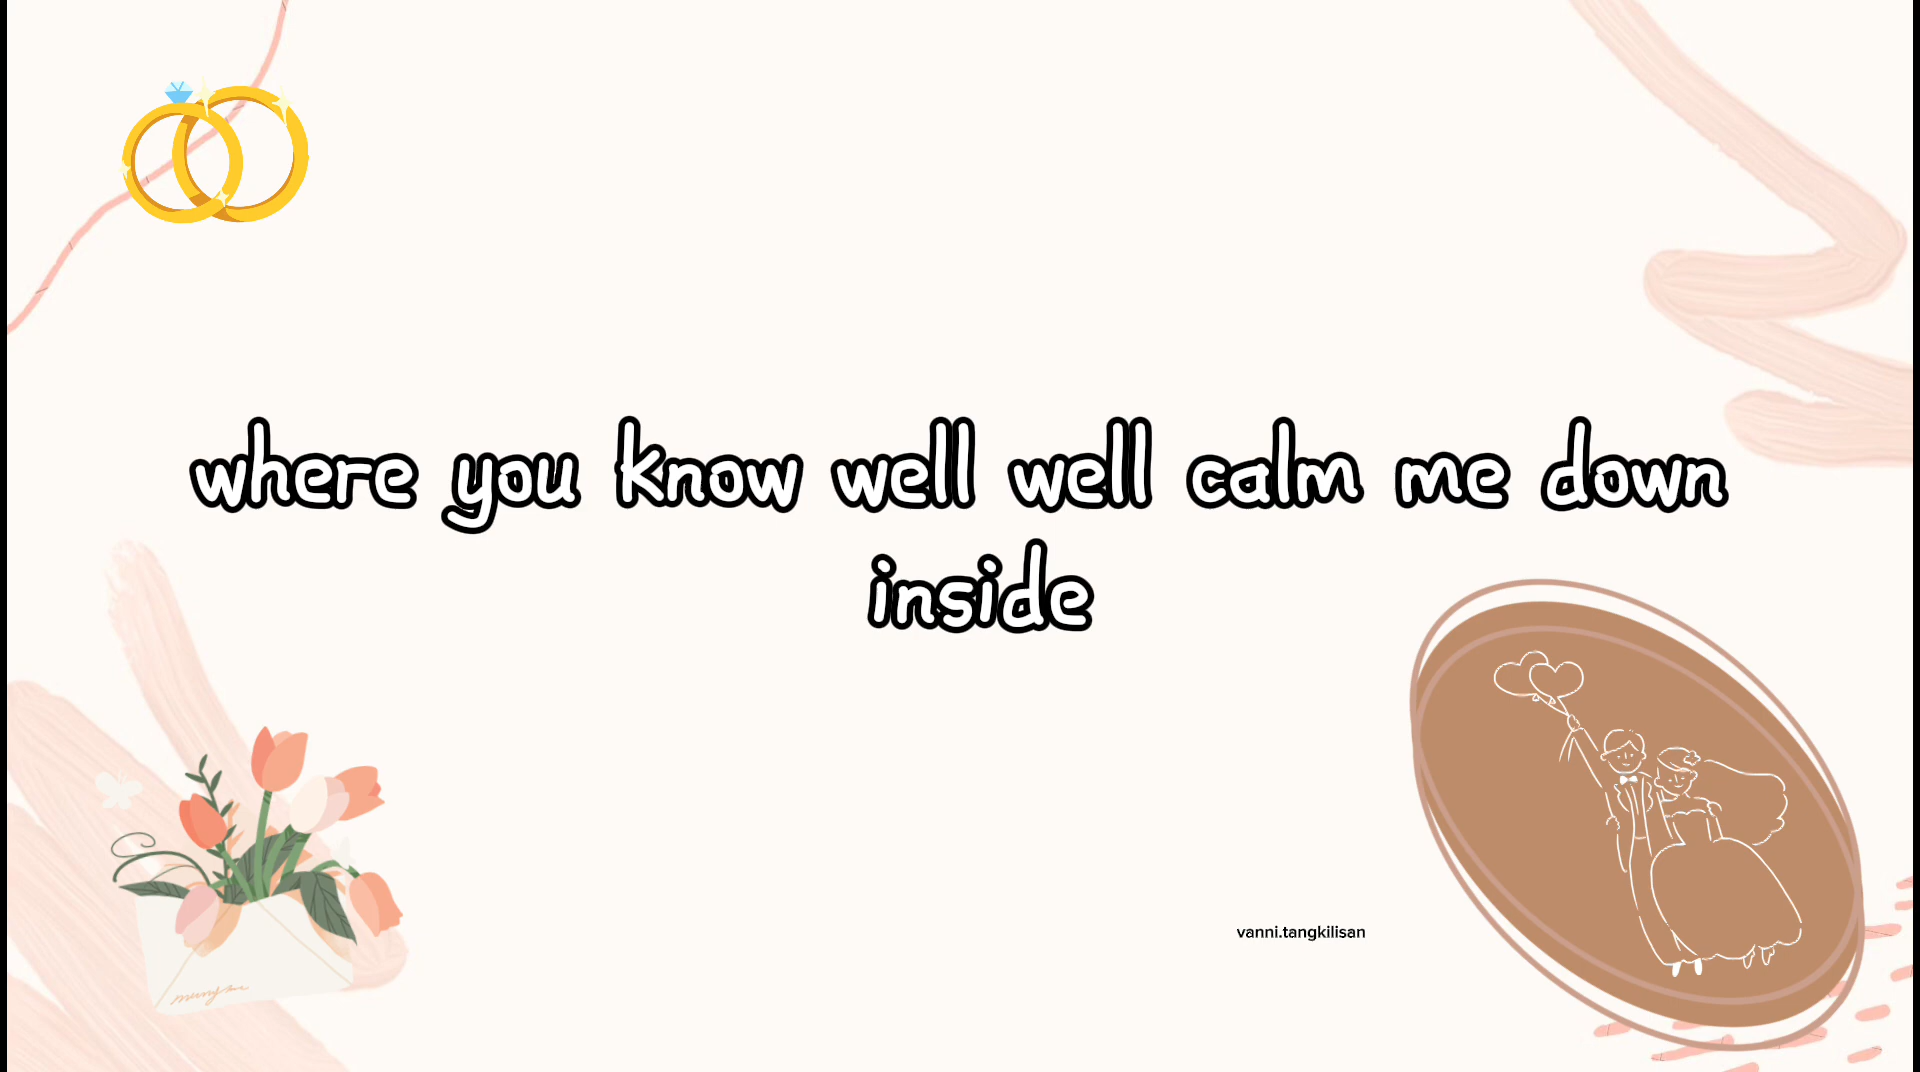 where you know well well calm me down
inside
vanni.tangkilisan